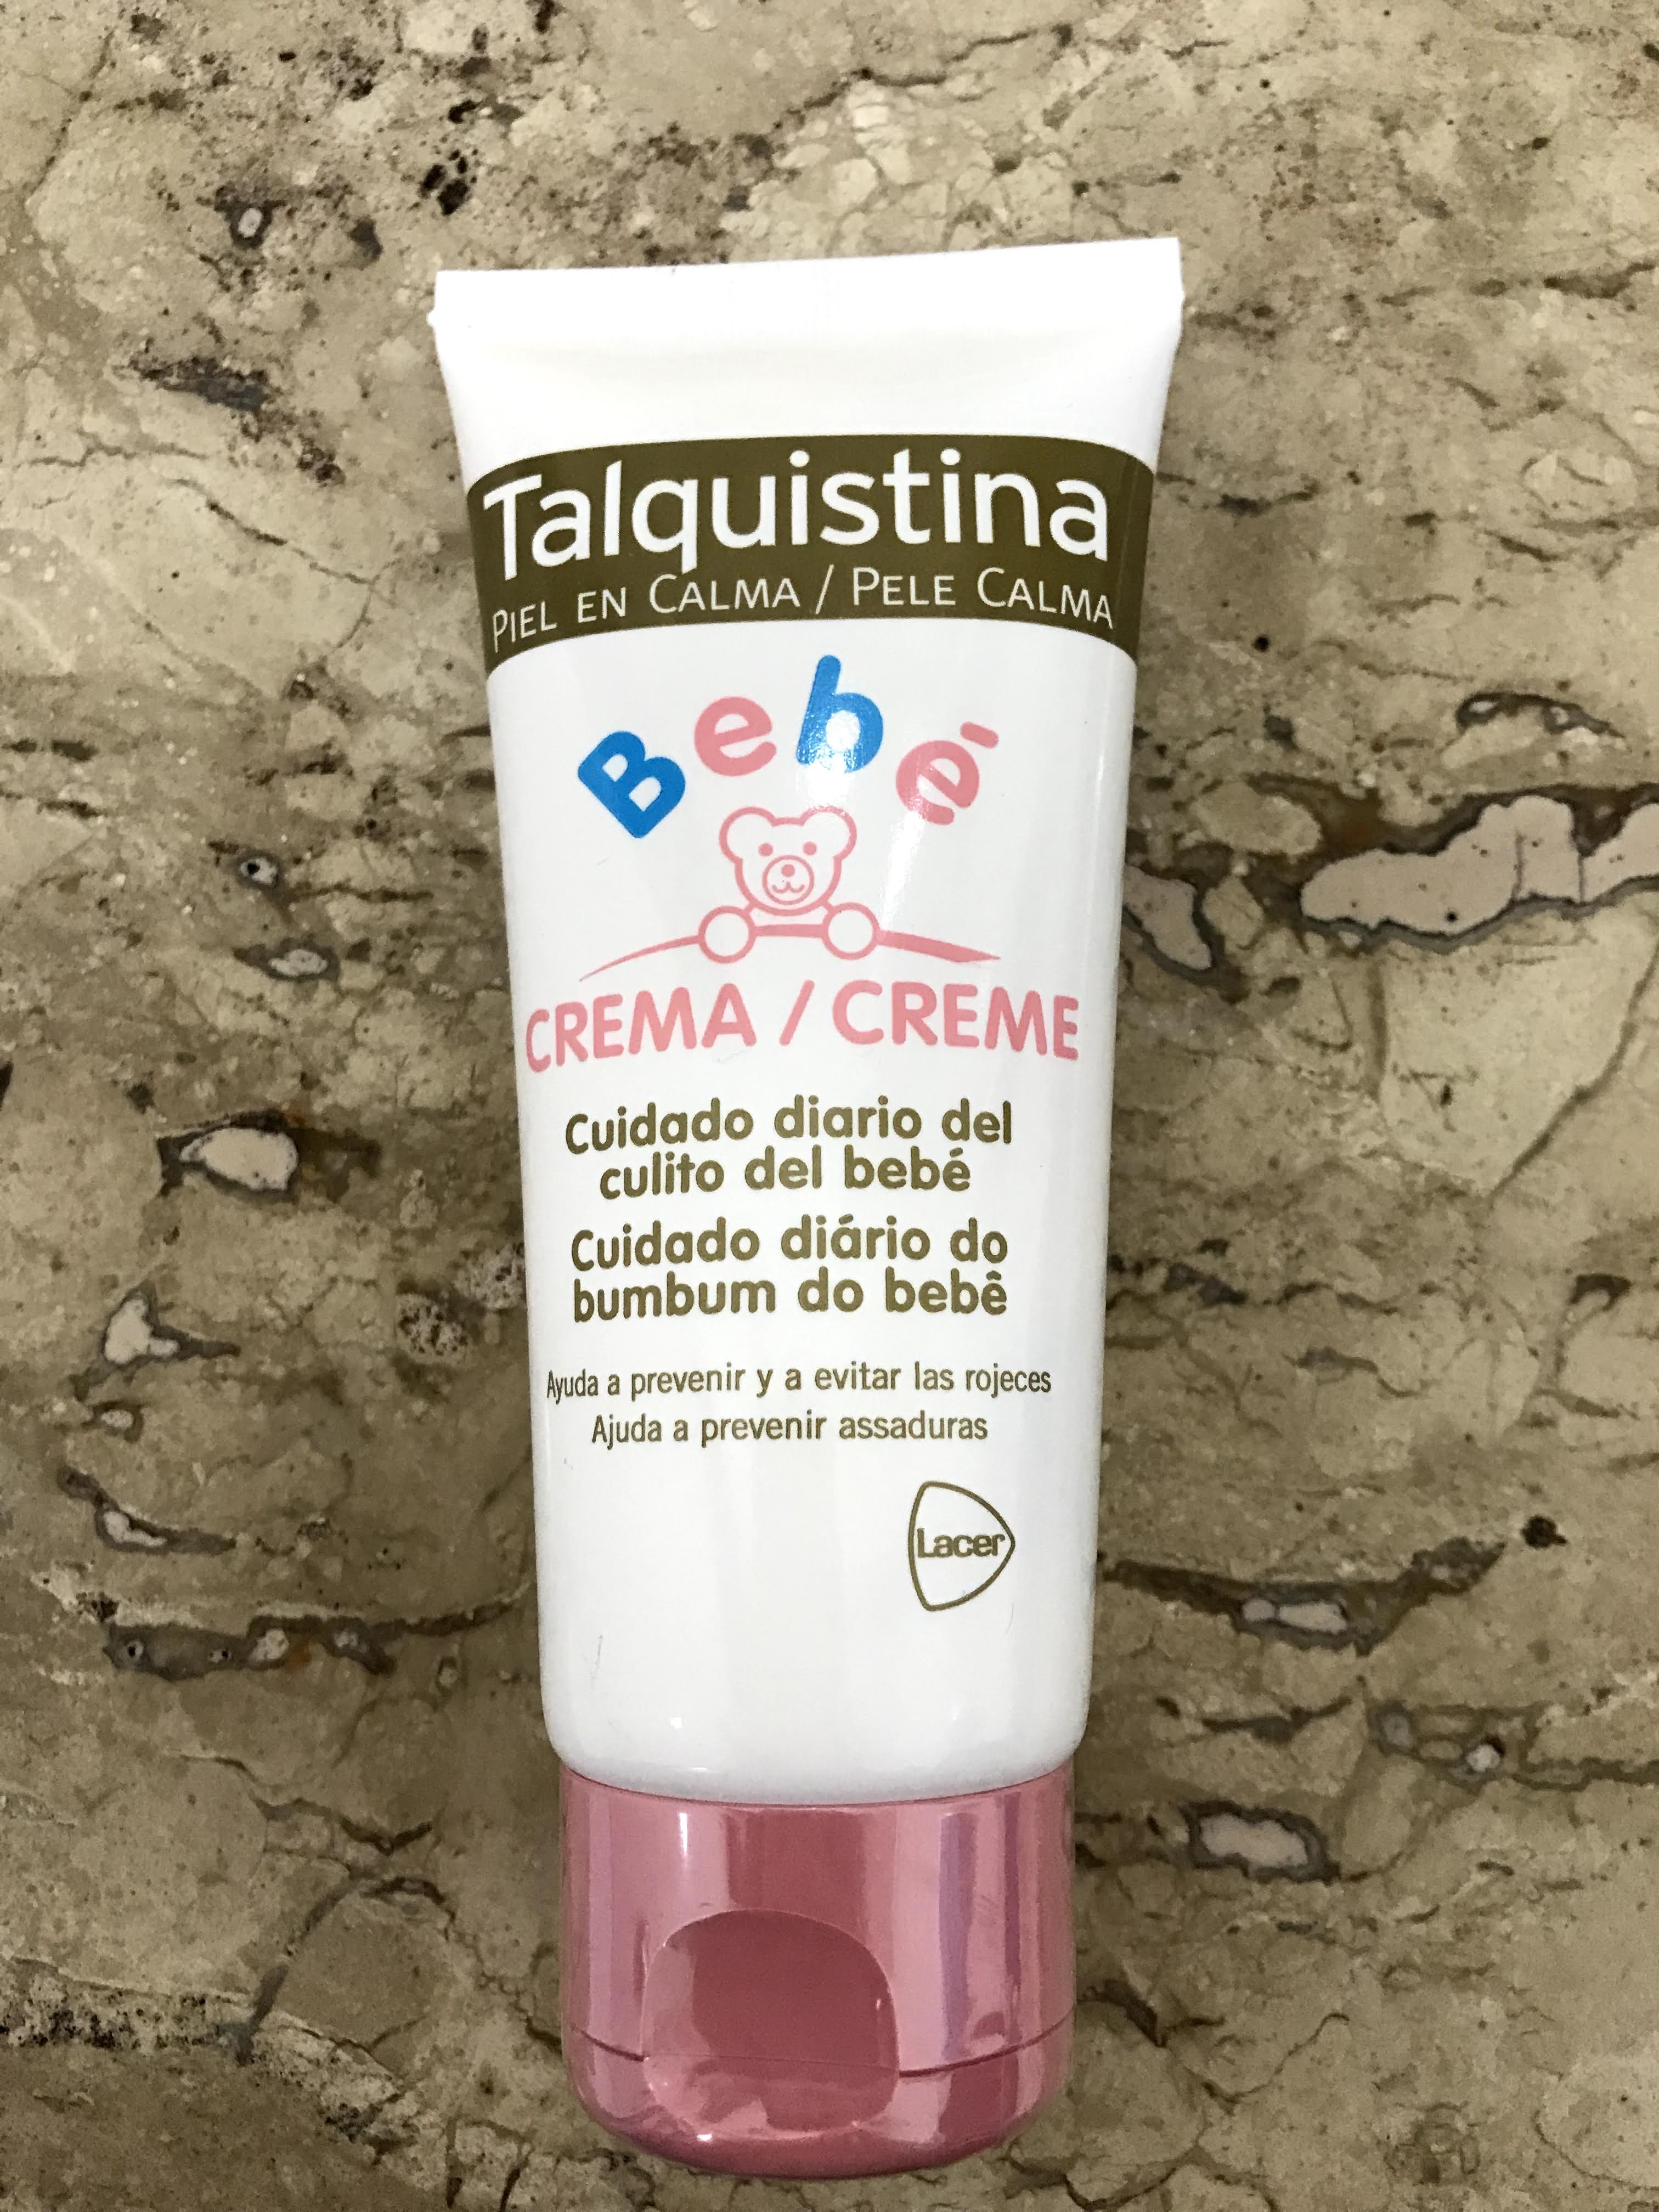 Talquistina
PIEL EN CALMA / PELE CALMA
Bebé
CREMA / CREME
Cuidado diario del
culito del bebé
Cuidado diário do
bumbum do bebê
Ayuda a prevenir y a evitar las rojeces
Ajuda a prevenir assaduras
Lacer